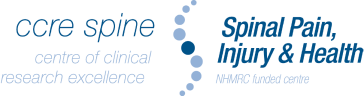 ccre spine
centre of clinical
research excellence
Spinal Pain,
Injury & Health
NHMRC funded centre